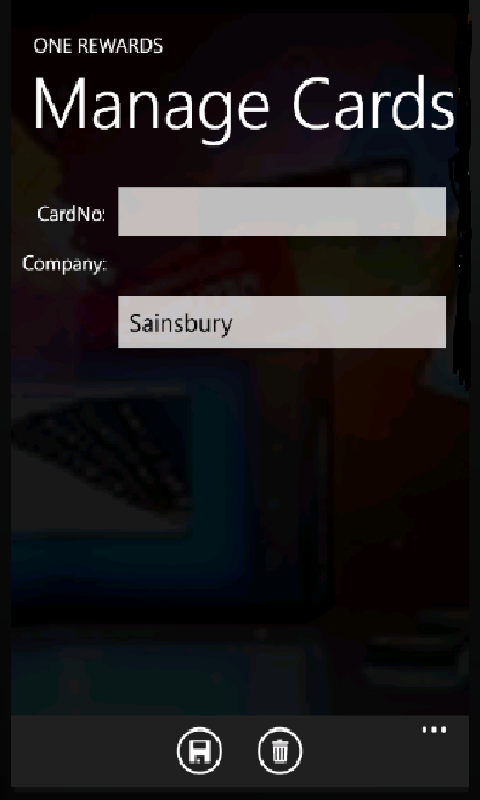 ONE REWARDS
Manage Cards
CardNo:
Company:
Sainsbury